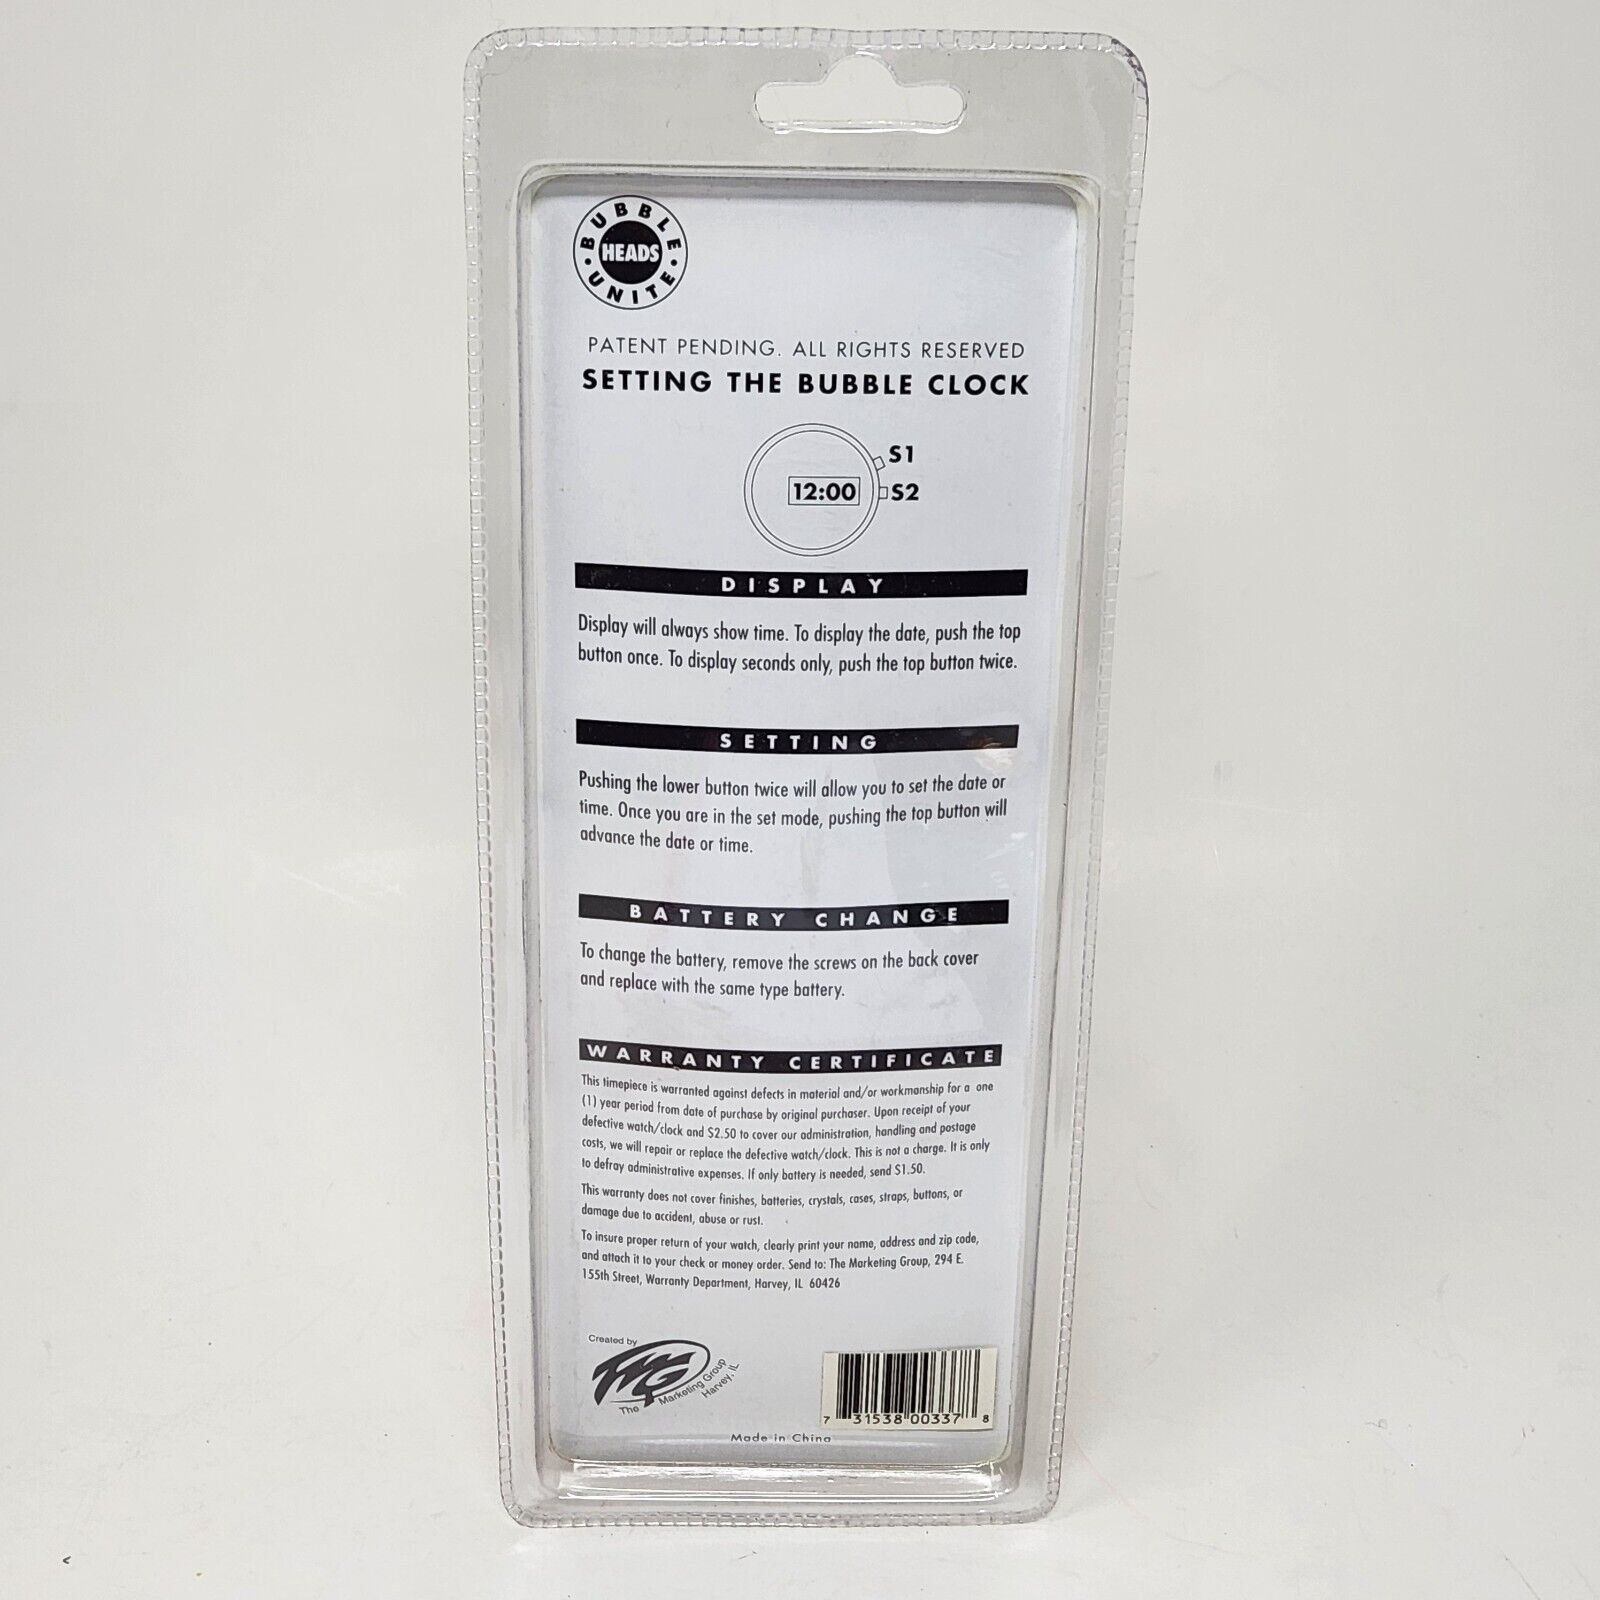 BUBBLE
HEADS
UNITE
PATENT PENDING. ALL RIGHTS RESERVED
SETTING THE BUBBLE CLOCK
S1
12:00
S2
DISPLAY
Display will always show time. To display the date, push the top
button once. To display seconds only, push the top button twice.
SETTING
Pushing the lower button twice will allow you to set the date or
time. Once you are in the set mode, pushing the top button will
advance the date or time.
BATTERY CHANGE
To change the battery, remove the screws on the back cover
and replace with the same type battery.
WARRANTY CERTIFICATE
This timepiece is warranted against defects in material and/or workmanship for a one
(1) year period from date of purchase by original purchaser. Upon receipt of your
defective watch/clock and $2.50 to cover our administration, handling and postage
costs, we will repair or replace the defective watch/clock. This is not a charge. It is only
to defray administrative expenses. If only battery is needed, send $1.50.
This warranty does not cover finishes, batteries, crystals, cases, straps, buttons, or
damage due to accident, abuse or rust.
To insure proper return of your watch, clearly print your name, address and zip code,
and attach it to your check or money order. Send to: The Marketing Group, 294 E.
155th Street, Warranty Department, Harvey, IL 60426
Created by
TMG
The Marketing Group
Harvey, IL
7 31538 00337 8
Made in China